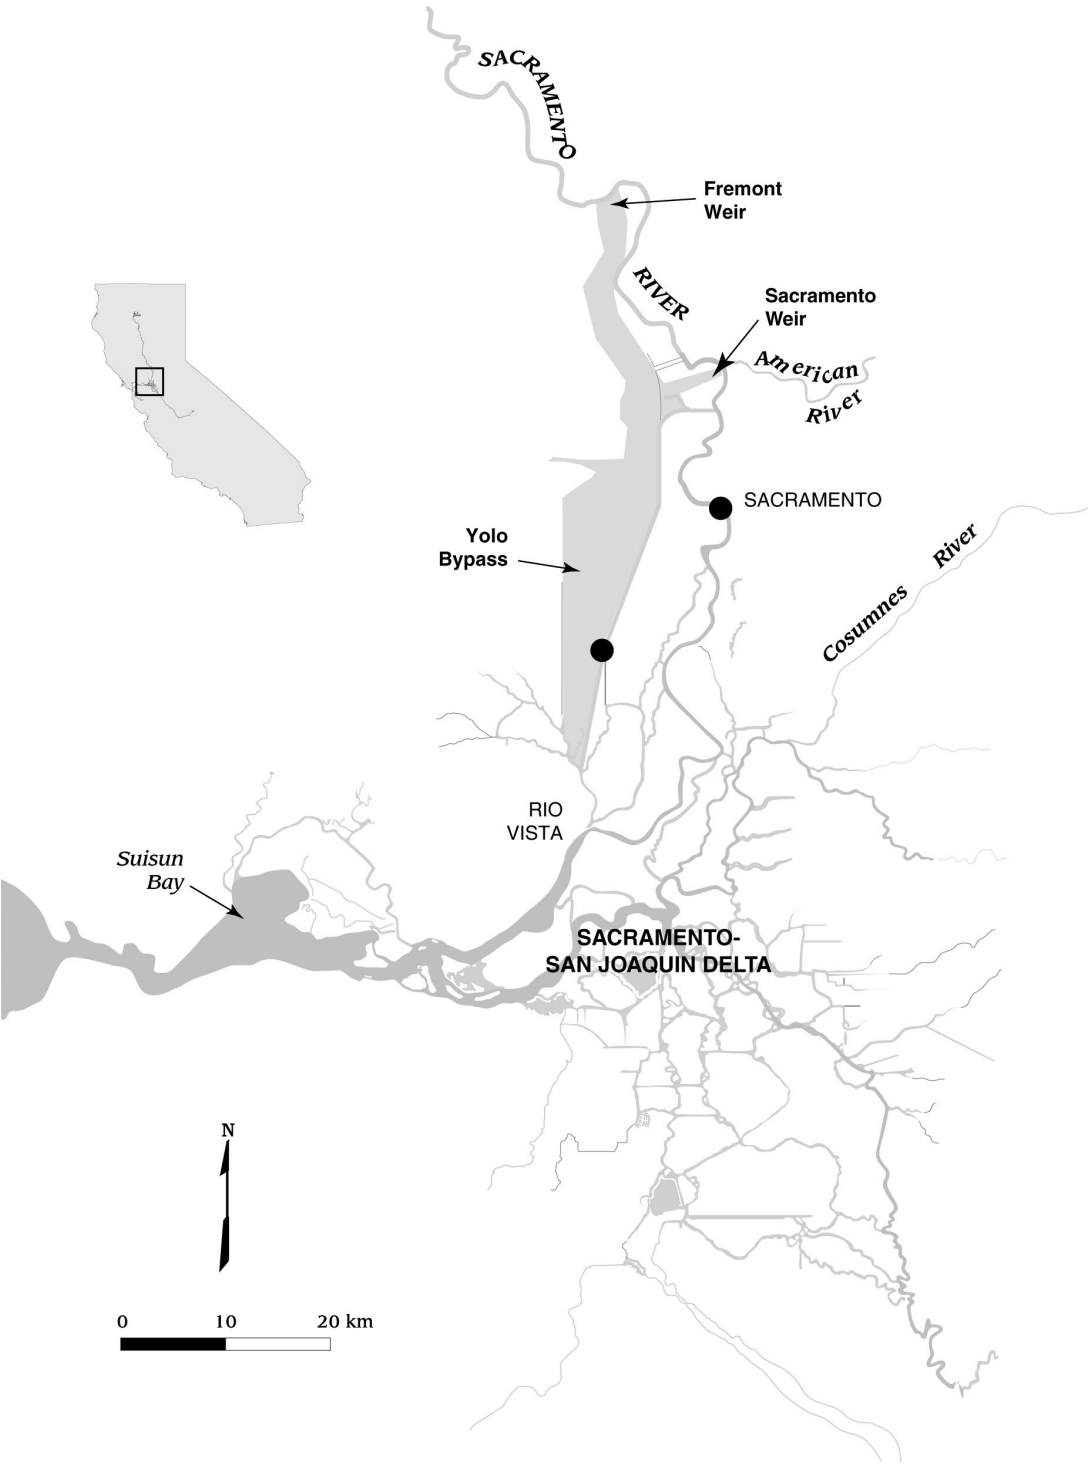 SACRAMENTO
Fremont
Weir
RIVER
Sacramento
Weir
American
River
SACRAMENTO
Yolo
Bypass
Cosumnes River
RIO
VISTA
Suisun
Bay
SACRAMENTO-
SAN JOAQUIN DELTA
N
0 10 20 km